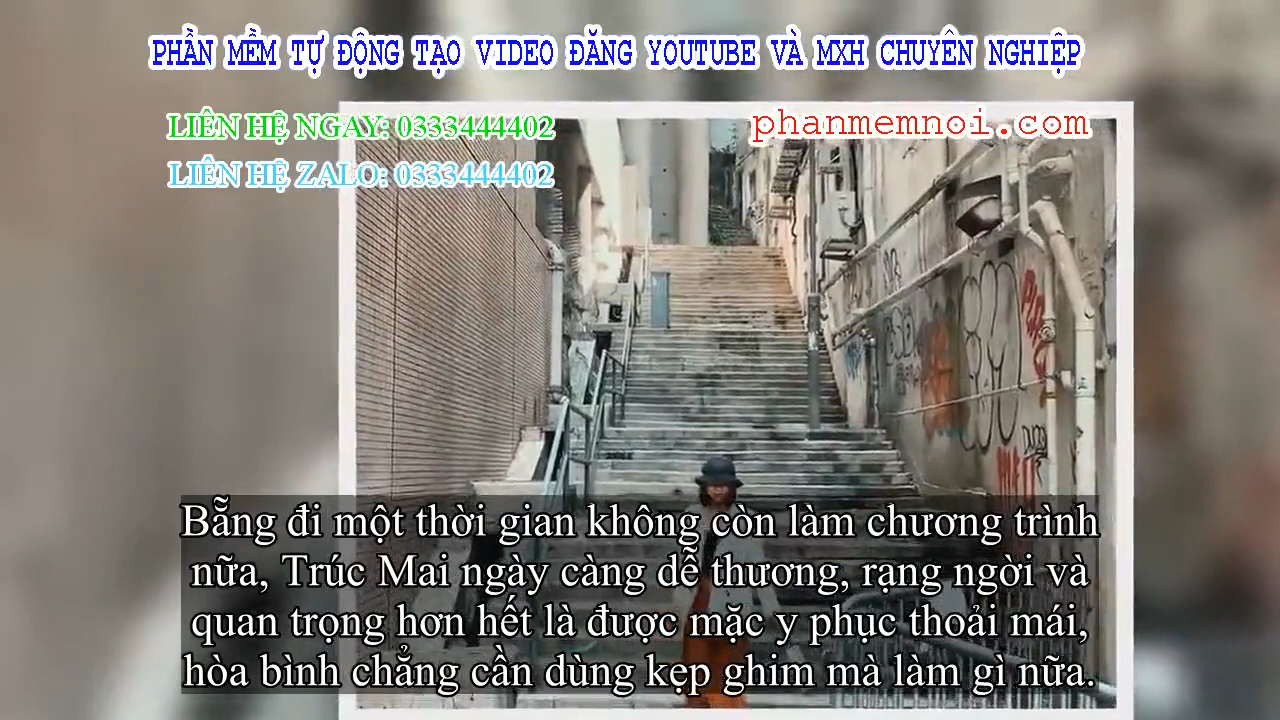 PHẦN MỀM TỰ ĐỘNG TẠO VIDEO ĐĂNG YOUTUBE VÀ MXH CHUYÊN NGHIỆP
LIÊN HỆ NGAY: 0333444402
phanmemnoi.com
LIÊN HỆ ZALO: 0333444402
Bẵng đi một thời gian không còn làm chương trình
nữa, Trúc Mai ngày càng dễ thương, rạng ngời và
quan trọng hơn hết là được mặc y phục thoải mái,
hòa bình chẳng cần dùng kẹp ghim mà làm gì nữa.